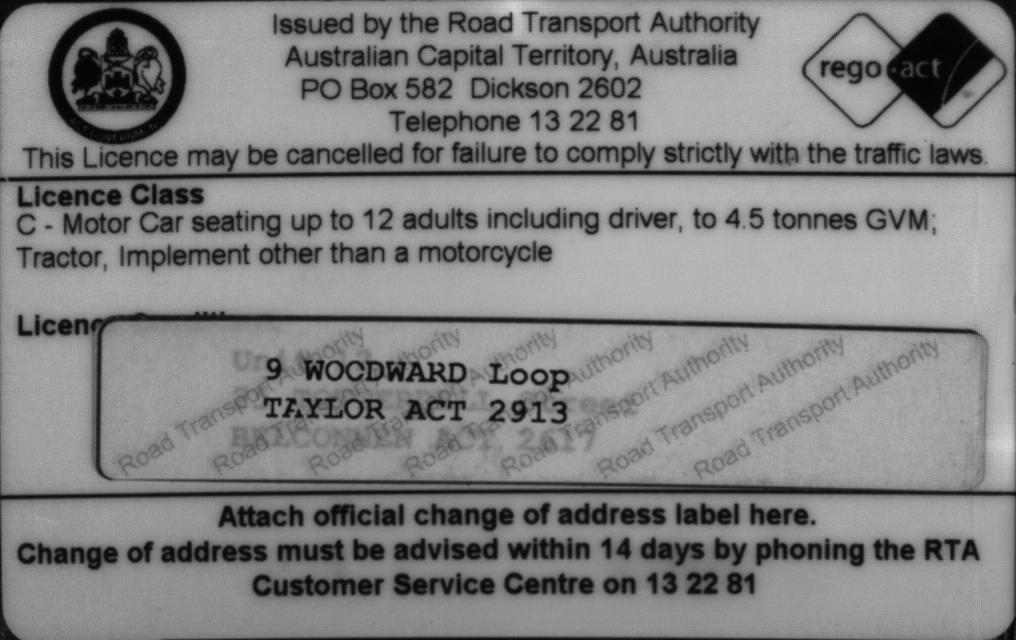 Issued by the Road Transport Authority
Australian Capital Territory, Australia
PO Box 582 Dickson 2602
Telephone 13 22 81
rego act
This Licence may be cancelled for failure to comply strictly with the traffic laws.
Licence Class
C - Motor Car seating up to 12 adults including driver, to 4.5 tonnes GVM;
Tractor, Implement other than a motorcycle
9 WOODWARD Loop
TAYLOR ACT 2913
BELCONNEN ACT 2617
Road Transport Authority Road Transport Authority Road Transport Authority Road Transport Authority Road Transport Authority Road Transport Authority Road Transport Authority
Attach official change of address label here.
Change of address must be advised within 14 days by phoning the RTA
Customer Service Centre on 13 22 81